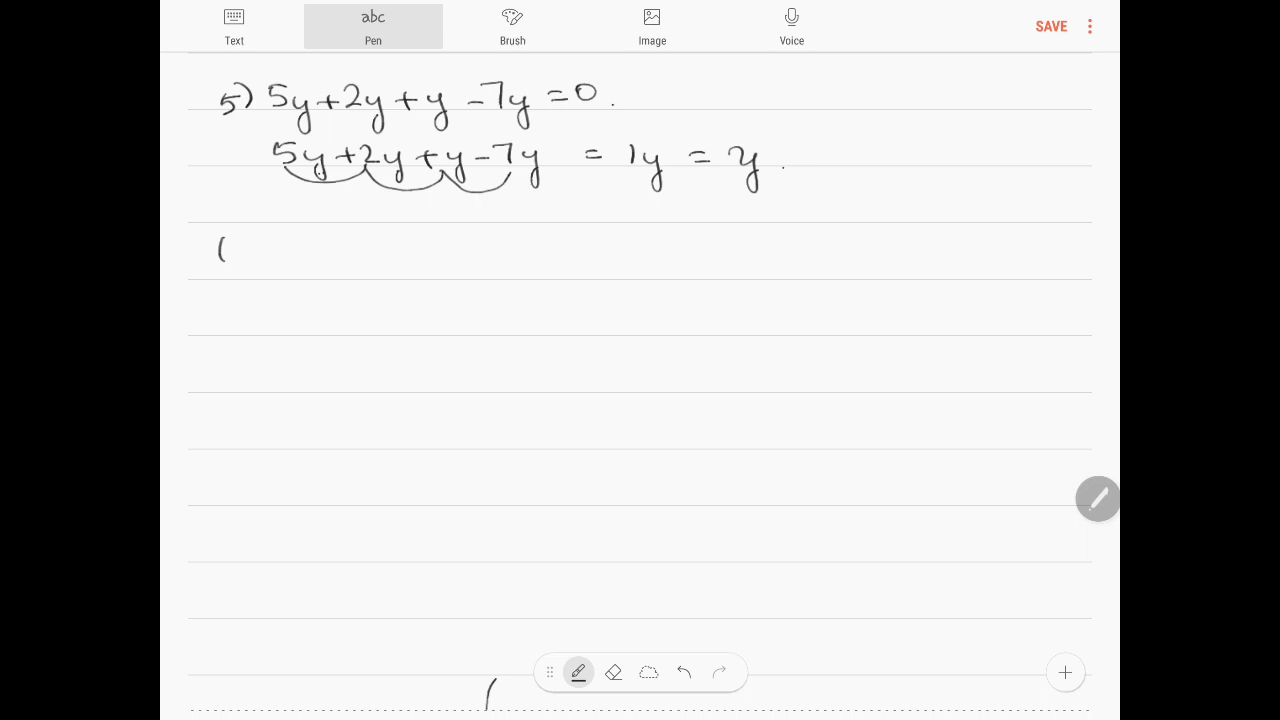 Text Pen Brush Image Voice SAVE
abc
5) 5y+2y+y-7y=0.
5y+2y+y-7y = 1y = y.
(
(